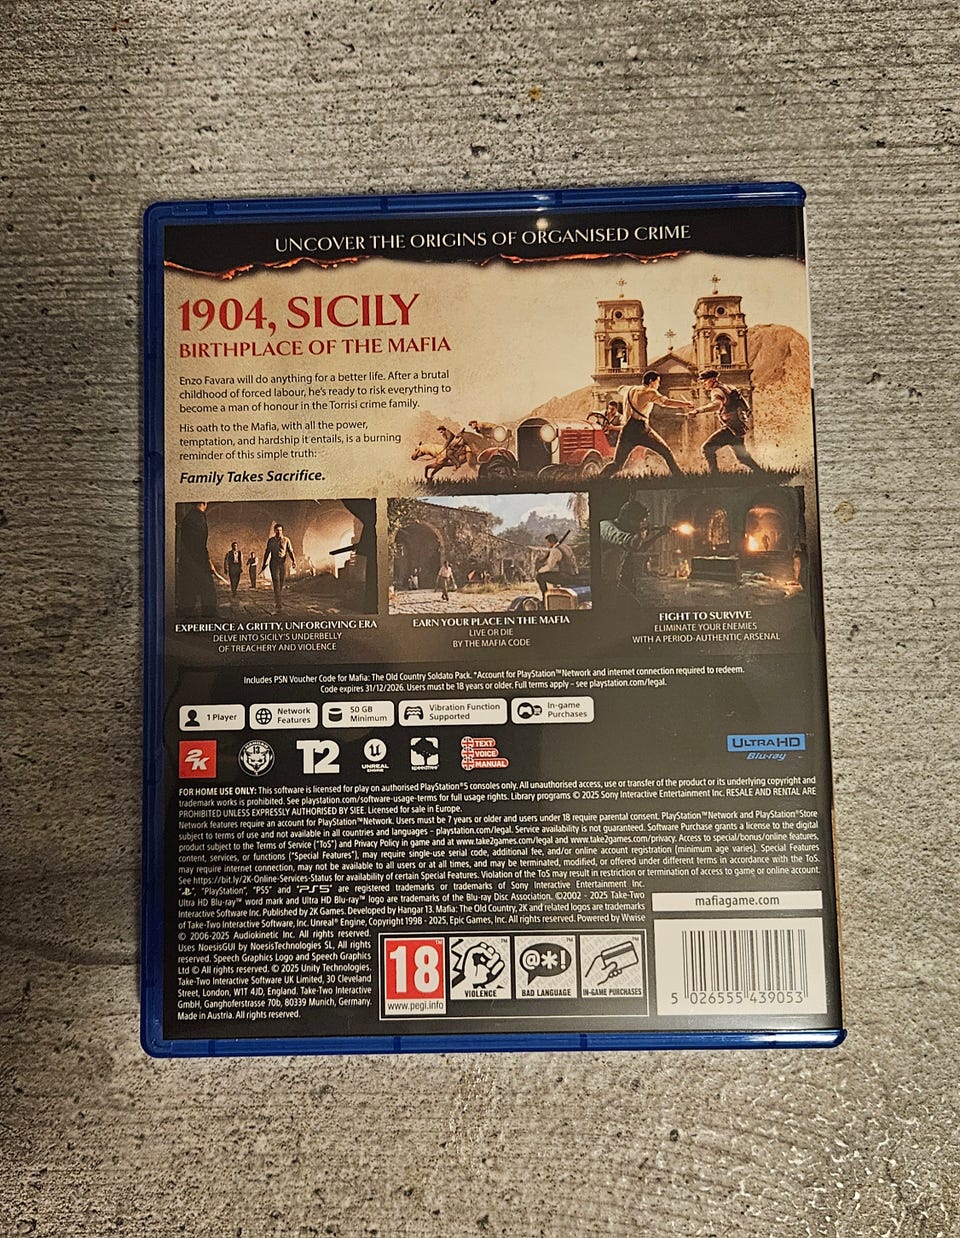 UNCOVER THE ORIGINS OF ORGANISED CRIME
1904, SICILY
BIRTHPLACE OF THE MAFIA
Enzo Favara will do anything for a better life. After a brutal
childhood of forced labour, he's ready to risk everything to
become a man of honour in the Torrisi crime family.
His oath to the Mafia, with all the power,
temptation, and hardship it entails, is a burning
reminder of this simple truth:
Family Takes Sacrifice.
EXPERIENCE A GRITTY, UNFORGIVING ERA
DELVE INTO SICILY'S UNDERBELLY
OF TREACHERY AND VIOLENCE
EARN YOUR PLACE IN THE MAFIA
LIVE OR DIE
BY THE MAFIA CODE
FIGHT TO SURVIVE
ELIMINATE YOUR ENEMIES
WITH A PERIOD-AUTHENTIC ARSENAL
Includes PSN Voucher Code for Mafia: The Old Country Soldato Pack. *Account for PlayStation™Network and internet connection required to redeem.
Code expires 31/12/2026. Users must be 18 years or older. Full terms apply – see playstation.com/legal.
1 Player
Network
Features
50 GB
Minimum
Vibration Function
Supported
In-game
Purchases
2K
13
T2
UNREAL
ENGINE
speedtree
TEXT
VOICE
MANUAL
ULTRA HD
Blu-ray™
FOR HOME USE ONLY: This software is licensed for play on authorised PlayStation®5 consoles only. All unauthorised access, use or transfer of the product or its underlying copyright and
trademark works is prohibited. See playstation.com/software-usage-terms for full usage rights. Library programs © 2025 Sony Interactive Entertainment Inc. RESALE AND RENTAL ARE
PROHIBITED UNLESS EXPRESSLY AUTHORISED BY SIEE. Licensed for sale in Europe.
Network features require an account for PlayStation™Network. Users must be 7 years or older and users under 18 require parental consent. PlayStation™Network and PlayStation®Store
subject to terms of use and not available in all countries and languages – playstation.com/legal. Service availability is not guaranteed. Software Purchase grants a license to the digital
product subject to the Terms of Service ("ToS") and Privacy Policy in game and at www.take2games.com/legal and www.take2games.com/privacy. Access to special/bonus/online features,
content, services, or functions ("Special Features"), may require single-use serial code, additional fee, and/or online account registration (minimum age varies). Special Features
may require internet connection, may not be available to all users or at all times, and may be terminated, modified, or offered under different terms in accordance with the ToS.
See https://bit.ly/2K-Online-Services-Status for availability of certain Special Features. Violation of the ToS may result in restriction or termination of access to game or online account.
"PlayStation", "PS5" and "PS5" are registered trademarks or trademarks of Sony Interactive Entertainment Inc.
Ultra HD Blu-ray™ word mark and Ultra HD Blu-ray™ logo are trademarks of the Blu-ray Disc Association. ©2002 - 2025 Take-Two
Interactive Software Inc. Published by 2K Games. Developed by Hangar 13. Mafia: The Old Country, 2K and related logos are trademarks
of Take-Two Interactive Software, Inc. Unreal® Engine, Copyright 1998 - 2025, Epic Games, Inc. All rights reserved. Powered by Wwise
© 2006-2025 Audiokinetic Inc. All rights reserved.
Uses NoesisGUI by NoesisTechnologies SL, All rights
reserved. Speech Graphics Logo and Speech Graphics
Ltd © All rights reserved. © 2025 Unity Technologies.
Take-Two Interactive Software UK Limited, 30 Cleveland
Street, London, W1T 4JD, England. Take-Two Interactive
GmbH, Ganghoferstrasse 70b, 80339 Munich, Germany.
Made in Austria. All rights reserved.
mafiagame.com
18
www.pegi.info
VIOLENCE
@*!
BAD LANGUAGE
IN-GAME PURCHASES
5 026555 439053